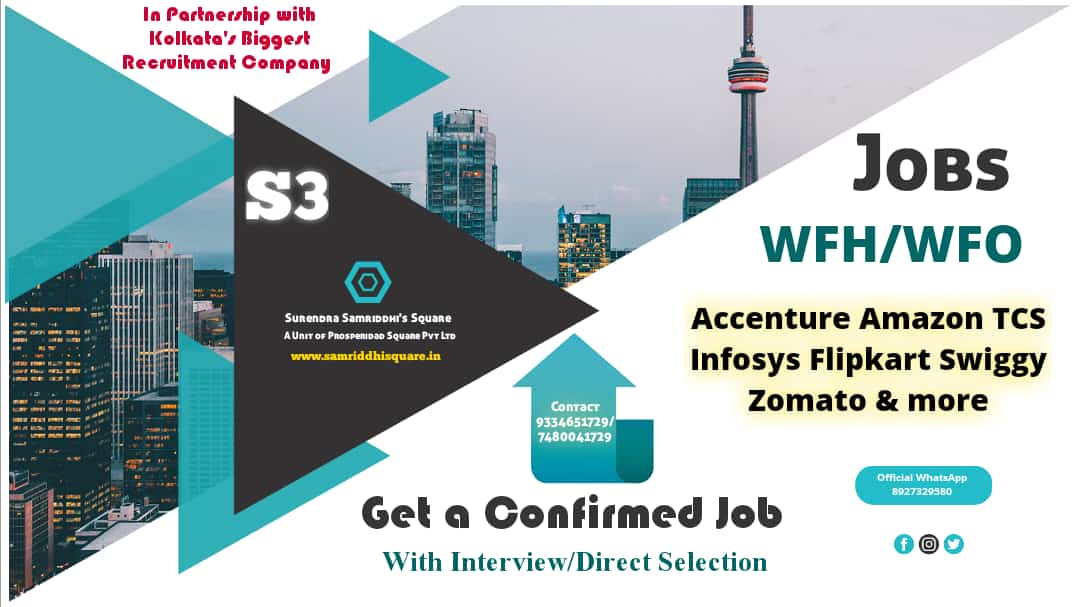 In Partnership with
Kolkata's Biggest
Recruitment Company
S3
Surendra Samriddhi's Square
A Unit of Prosperidad Square Pvt Ltd
www.samriddhisquare.in
Jobs
WFH/WFO
Accenture Amazon TCS
Infosys Flipkart Swiggy
Zomato & more
Contact
9334651729/
7480041729
Official WhatsApp
8927329580
Get a Confirmed Job
With Interview/Direct Selection